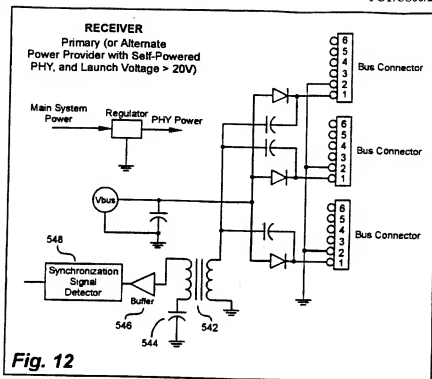 RECEIVER
Primary (or Alternate
Power Provider with Self-Powered
PHY, and Launch Voltage > 20V)
Main System
Power
Regulator
PHY Power
6
5
4
3
2
1
Bus Connector
6
5
4
3
2
1
Bus Connector
6
5
4
3
2
1
Bus Connector
Vbus
548
Synchronization
Signal
Detector
Buffer
546
544
542
Fig. 12